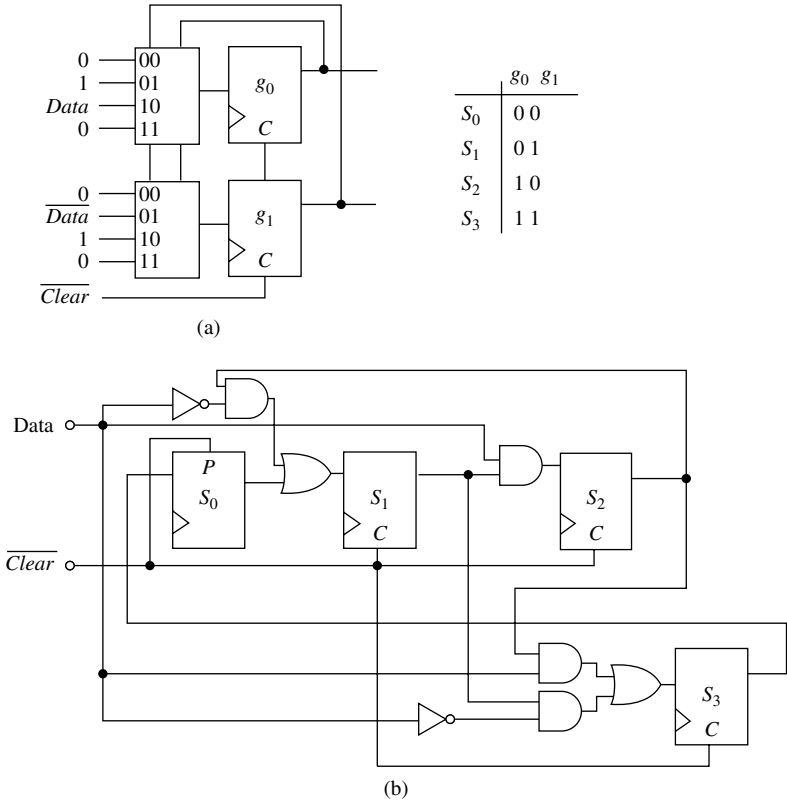 0 00
1 01
Data 10
0 11
g0
C
0 00
Data 01
1 10
0 11
g1
C
Clear
g0 g1
S0 0 0
S1 0 1
S2 1 0
S3 1 1
(a)
Data
P
S0
S1
C
S2
C
Clear
S3
C
(b)